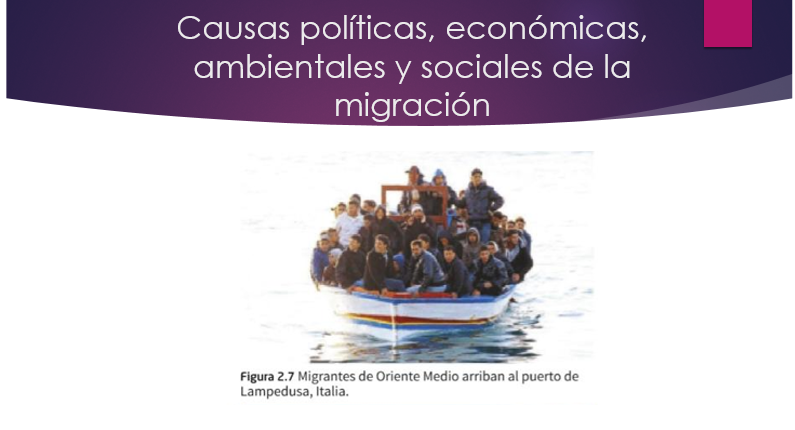 Causas políticas, económicas,
ambientales y sociales de la
migración
Figura 2.7 Migrantes de Oriente Medio arriban al puerto de
Lampedusa, Italia.